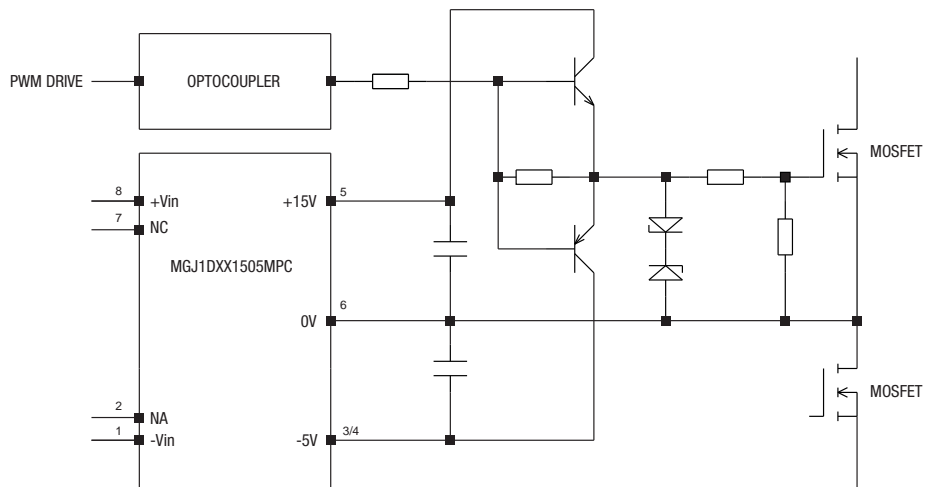 PWM DRIVE
OPTOCOUPLER
MOSFET
8
+Vin
+15V
5
7
NC
MGJ1DXX1505MPC
0V
6
MOSFET
2
NA
1
-Vin
-5V
3/4